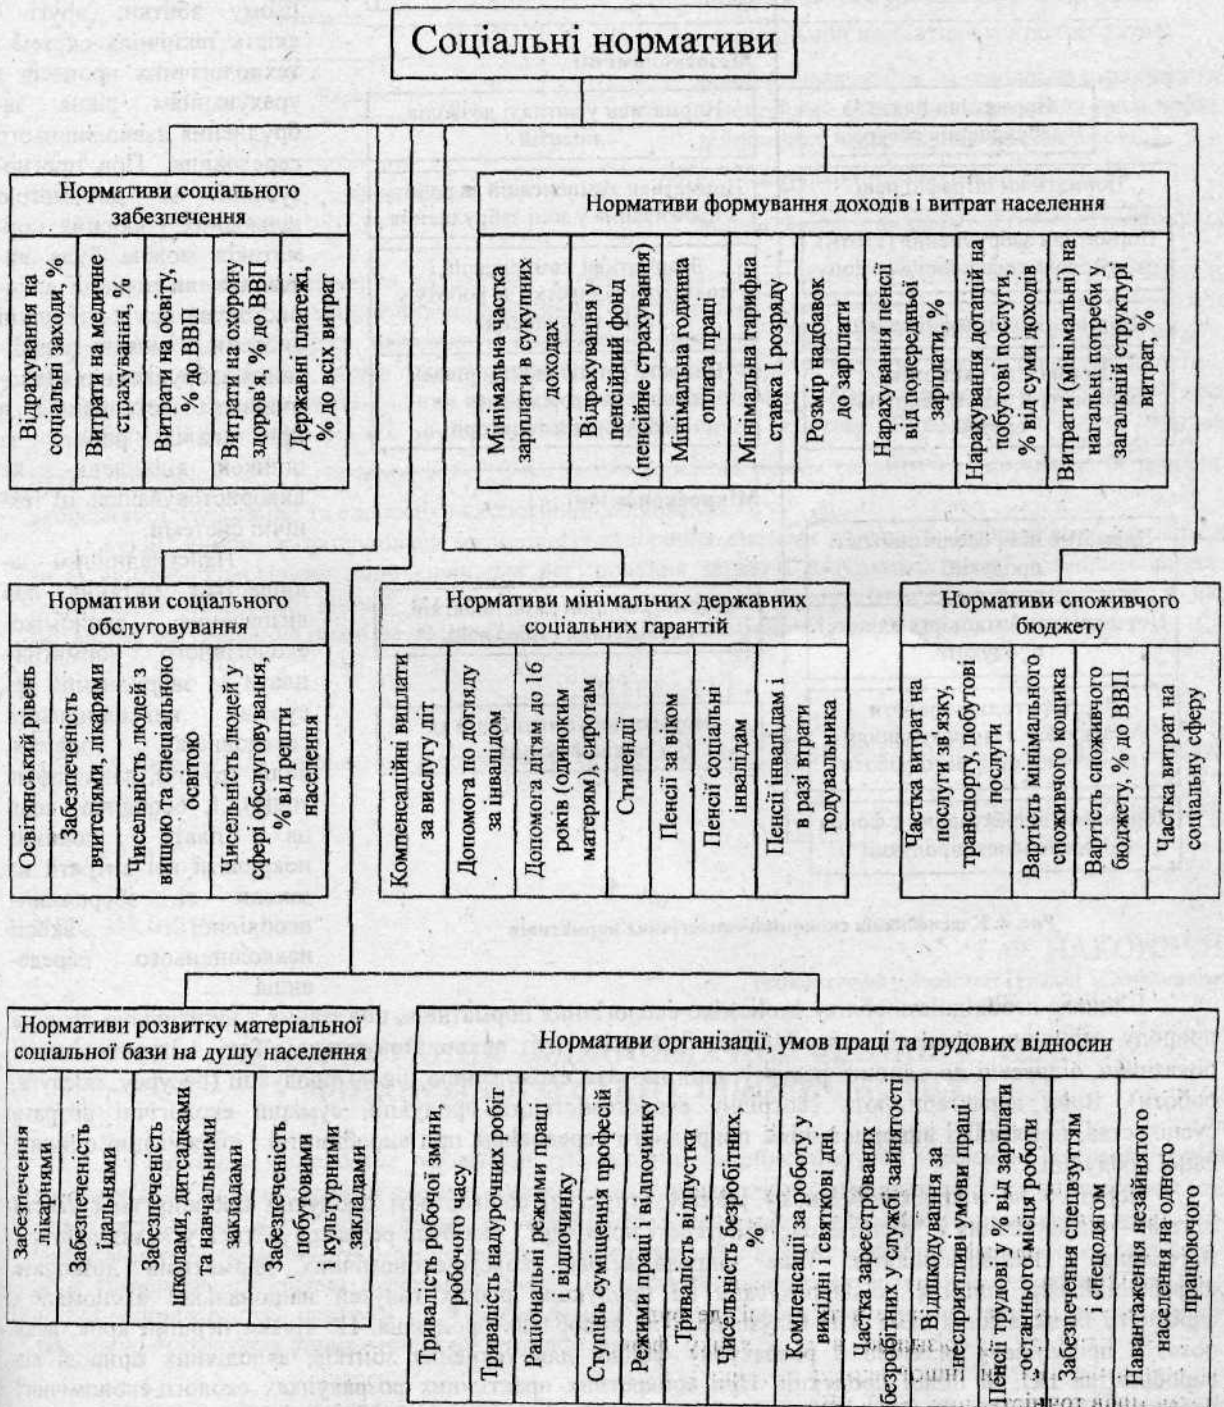 Соціальні нормативи
Нормативи соціального
забезпечення
Відрахування на
соціальні заходи, %
Витрати на медичне
страхування, %
Витрати на освіту,
% до ВВП
Витрати на охорону
здоров'я, % до ВВП
Державні платежі,
% до всіх витрат
Нормативи формування доходів і витрат населення
Мінімальна частка
зарплати в сукупних
доходах
Відрахування у
пенсійний фонд
(пенсійне страхування)
Мінімальна годинна
оплата праці
Мінімальна тарифна
ставка I розряду
Розмір надбавок
до зарплати
Нарахування пенсії
від попередньої
зарплати, %
Нарахування дотацій на
побутові послуги,
% від суми доходів
Витрати (мінімальні) на
нагальні потреби у
загальній структурі
витрат, %
Нормативи соціального
обслуговування
Освітянський рівень
Забезпеченість
вчителями, лікарями
Чисельність людей з
вищою та спеціальною
освітою
Чисельність людей у
сфері обслуговування,
% від решти
населення
Нормативи мінімальних державних
соціальних гарантій
Компенсаційні виплати
за вислугу літ
Допомога по догляду
за інвалідом
Допомога дітям до 16
років (одиноким
матерям), сиротам
Стипендії
Пенсії за віком
Пенсії соціальні
інвалідам
Пенсії інвалідам і
в разі втрати
годувальника
Нормативи споживчого
бюджету
Частка витрат на
послуги зв'язку,
транспорту, побутові
послуги
Вартість мінімального
споживчого кошика
Вартість споживчого
бюджету, % до ВВП
Частка витрат на
соціальну сферу
Нормативи розвитку матеріальної
соціальної бази на душу населення
Забезпечення
лікарнями
Забезпеченість
їдальнями
Забезпеченість
школами, дитсадками
та навчальними
закладами
Забезпеченість
побутовими
і культурними
закладами
Нормативи організації, умов праці та трудових відносин
Тривалість робочої зміни,
робочого часу
Тривалість надурочних робіт
Раціональні режими праці
і відпочинку
Ступінь суміщення професій
Режими праці і відпочинку
Тривалість відпустки
Чисельність безробітних,
%
Компенсації за роботу у
вихідні і святкові дні
Частка зареєстрованих
безробітних у службі зайнятості
Відшкодування за
несприятливі умови праці
Пенсії трудові у % від зарплати
останнього місця роботи
Забезпечення спецвзуттям
і спецодягом
Навантаження незайнятого
населення на одного
працюючого